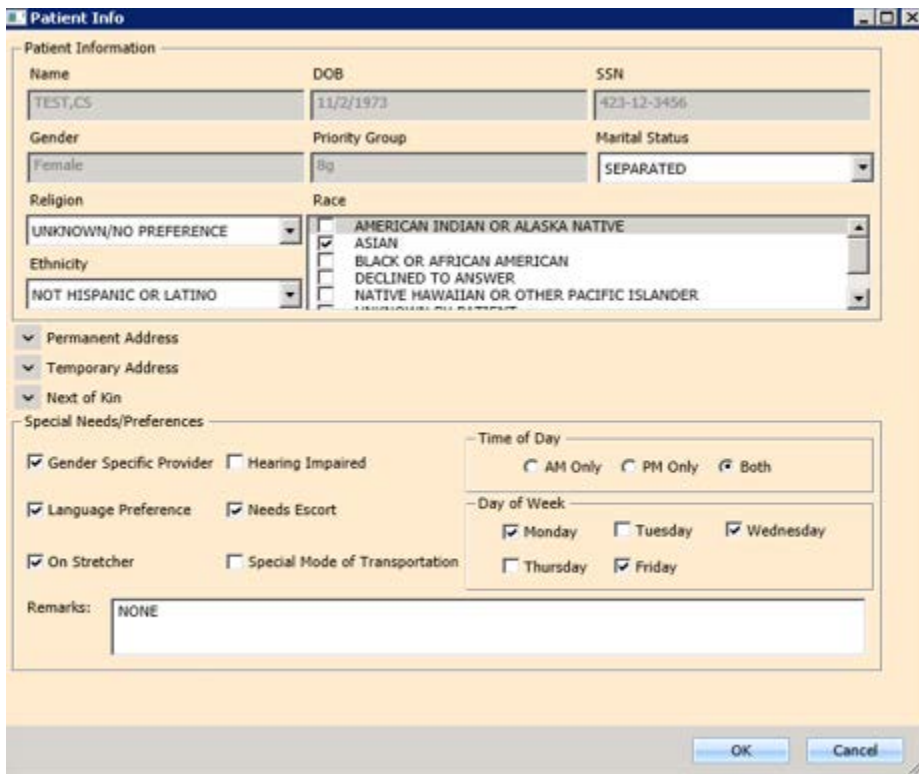 Patient Info
Patient Information
Name DOB SSN
TEST,CS 11/2/1973 423-12-3456
Gender Priority Group Marital Status
Female 8g SEPARATED
Religion Race
UNKNOWN/NO PREFERENCE
AMERICAN INDIAN OR ALASKA NATIVE
ASIAN
BLACK OR AFRICAN AMERICAN
DECLINED TO ANSWER
NATIVE HAWAIIAN OR OTHER PACIFIC ISLANDER
UNKNOWN BY PATIENT
Ethnicity
NOT HISPANIC OR LATINO
Permanent Address
Temporary Address
Next of Kin
Special Needs/Preferences
Gender Specific Provider Hearing Impaired
Language Preference Needs Escort
On Stretcher Special Mode of Transportation
Time of Day
AM Only PM Only Both
Day of Week
Monday Tuesday Wednesday
Thursday Friday
Remarks: NONE
OK Cancel